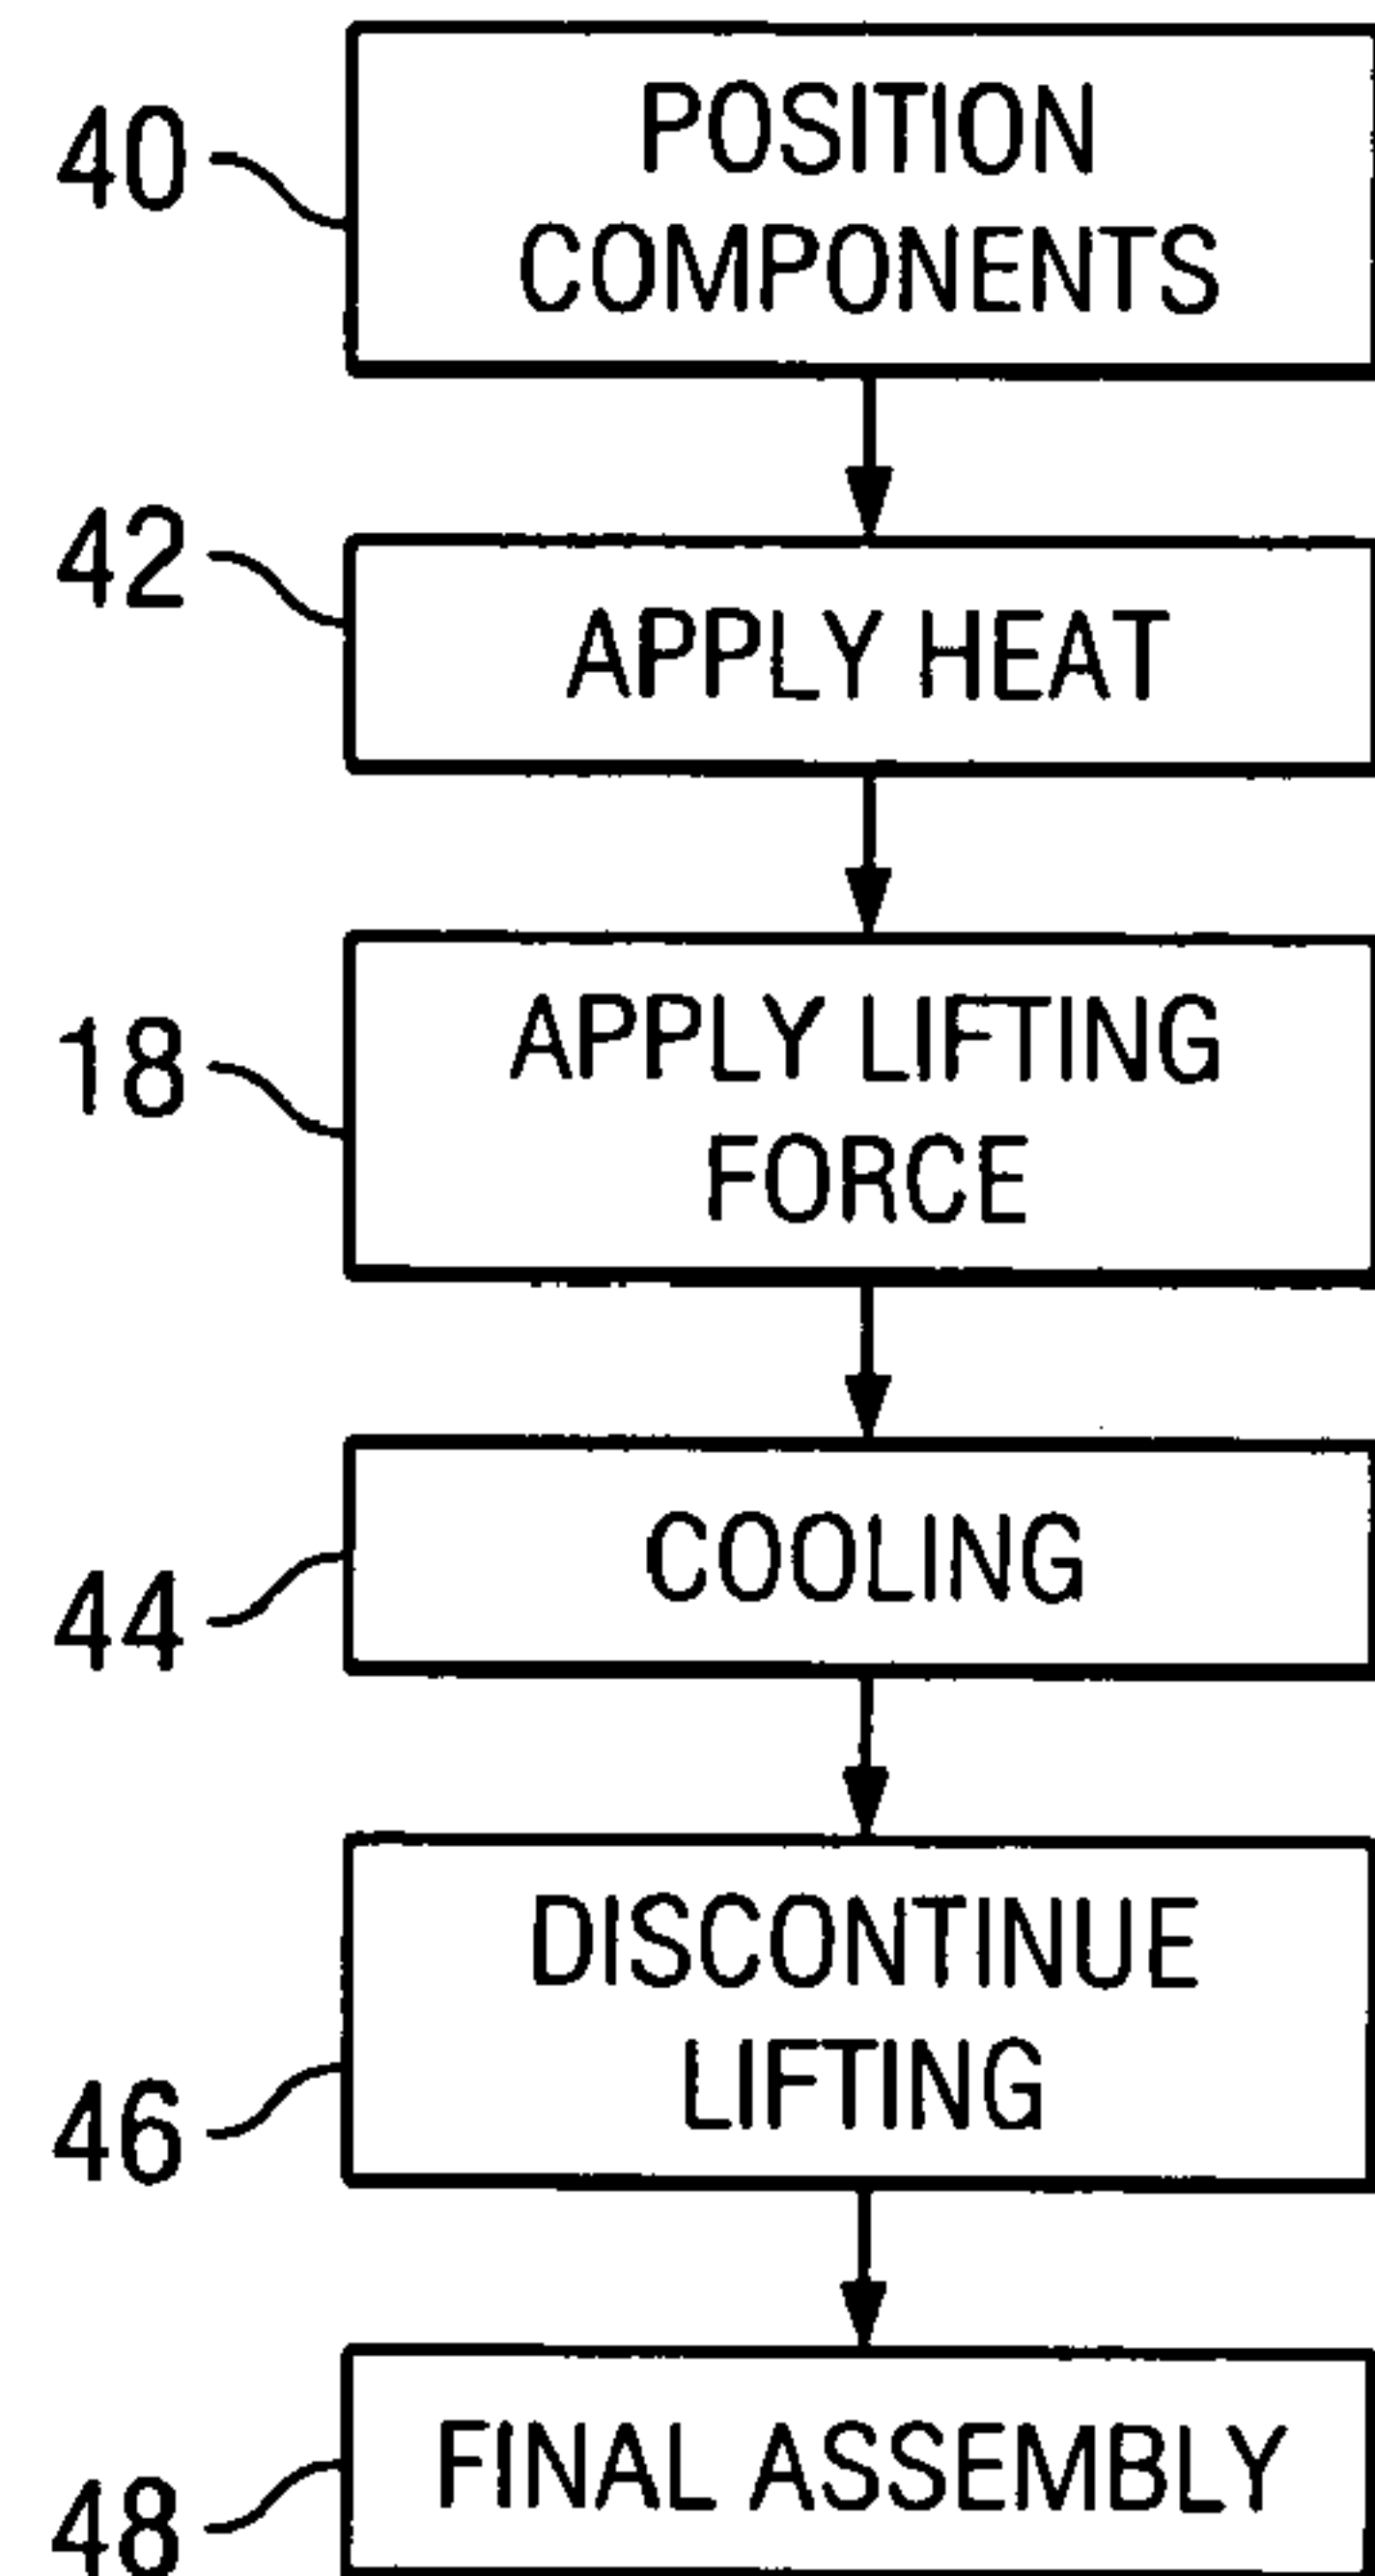 40
POSITION
COMPONENTS
42
APPLY HEAT
18
APPLY LIFTING
FORCE
44
COOLING
46
DISCONTINUE
LIFTING
48
FINAL ASSEMBLY